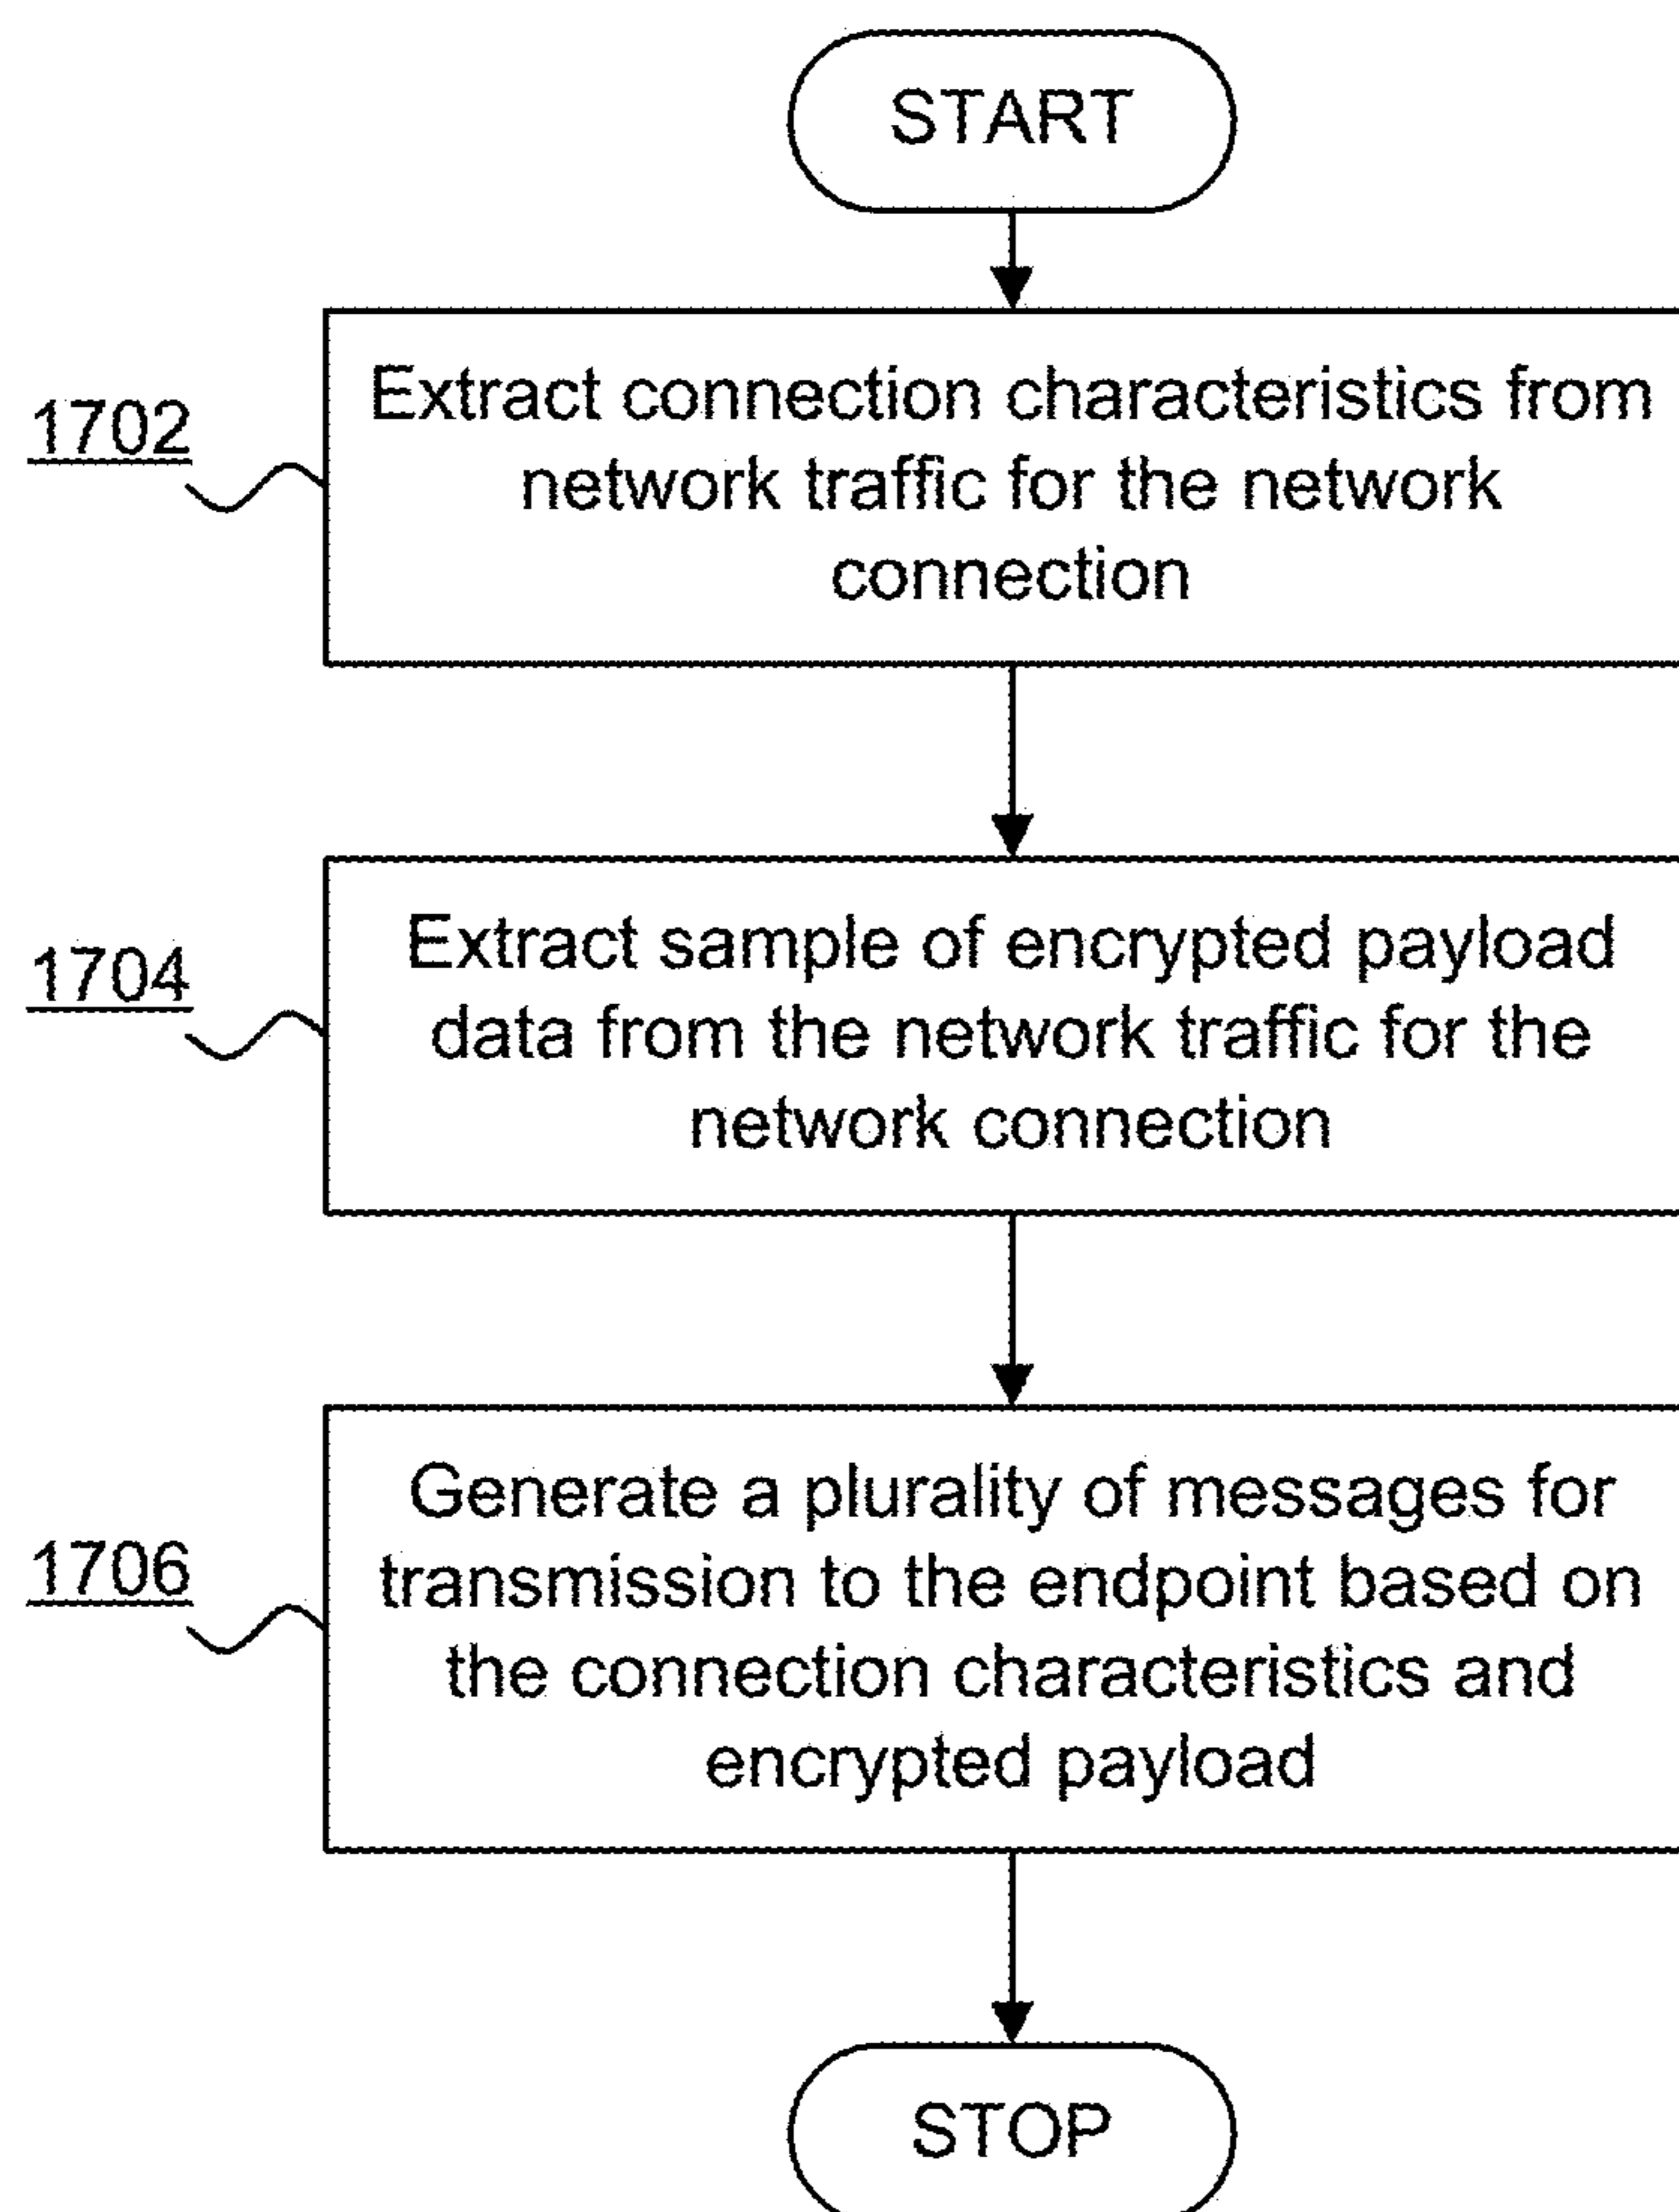 START
1702
Extract connection characteristics from
network traffic for the network
connection
1704
Extract sample of encrypted payload
data from the network traffic for the
network connection
1706
Generate a plurality of messages for
transmission to the endpoint based on
the connection characteristics and
encrypted payload
STOP